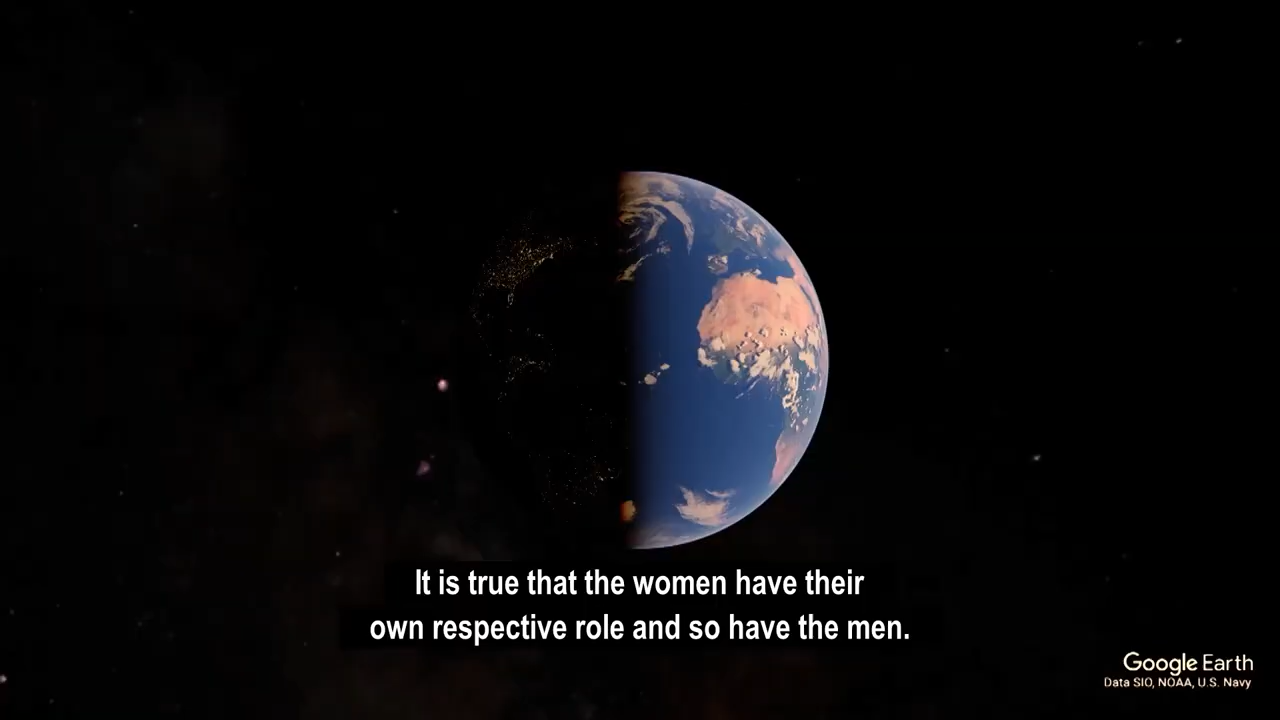 It is true that the women have their
own respective role and so have the men.
Google Earth
Data SIO, NOAA, U.S. Navy